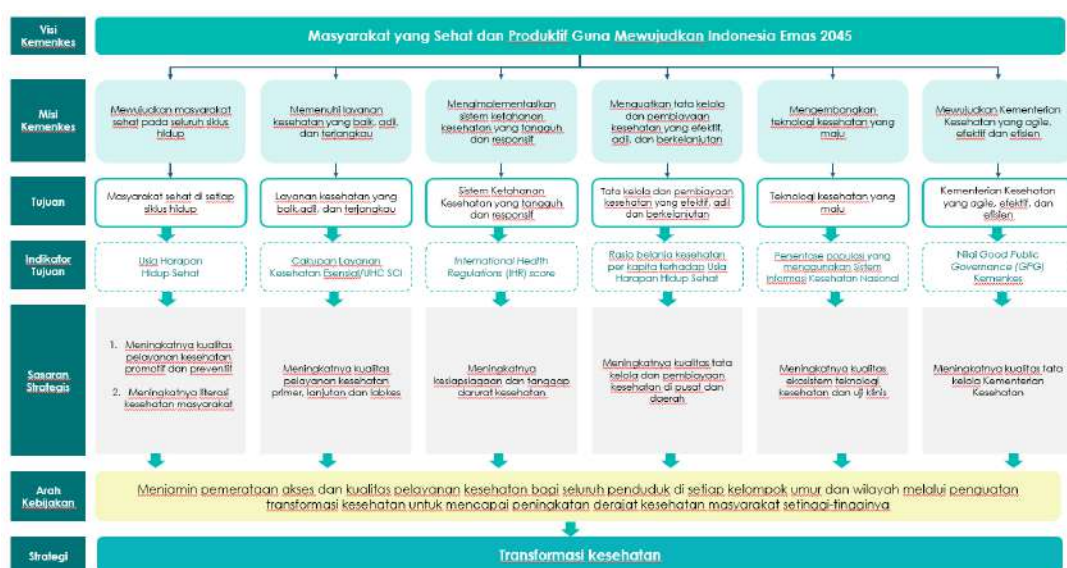 Visi
Kemenkes
Masyarakat yang Sehat dan Produktif Guna Mewujudkan Indonesia Emas 2045
Misi
Kemenkes
Mewujudkan masyarakat
sehat pada seluruh siklus
hidup
Memenuhi layanan
kesehatan yang baik, adil,
dan terjangkau
Mengimplementasikan
sistem ketahanan
kesehatan yang tangguh
dan responsif
Menguatkan tata kelola
dan pembiayaan
kesehatan yang efektif,
adil, dan berkelanjutan
Mengembangkan
teknologi kesehatan yang
maju
Mewujudkan Kementerian
Kesehatan yang agile,
efektif dan efisien
Tujuan
Masyarakat sehat di setiap
siklus hidup
Layanan kesehatan yang
baik,adil, dan terjangkau
Sistem Ketahanan
Kesehatan yang tangguh
dan responsif
Tata kelola dan pembiayaan
kesehatan yang efektif, adil
dan berkelanjutan
Teknologi kesehatan yang
maju
Kementerian Kesehatan
yang agile, efektif, dan
efisien
Indikator
Tujuan
Usia Harapan
Hidup Sehat
Cakupan Layanan
Kesehatan Esensial/UHC SCI
International Health
Regulations (IHR) score
Rasio belanja kesehatan
per kapita terhadap Usia
Harapan Hidup Sehat
Persentase populasi yang
menggunakan Sistem
Informasi Kesehatan Nasional
Nilai Good Public
Governance (GPG)
Kemenkes
Sasaran
Strategis
1. Meningkatnya kualitas
pelayanan kesehatan
promotif dan preventif
2. Meningkatnya literasi
kesehatan masyarakat
Meningkatnya kualitas
pelayanan kesehatan
primer, lanjutan dan labkes
Meningkatnya
kesiapsiagaan dan tanggap
darurat kesehatan
Meningkatnya kualitas tata
kelola dan pembiayaan
kesehatan di pusat dan
daerah
Meningkatnya kualitas
ekosistem teknologi
kesehatan dan uji klinis
Meningkatnya kualitas tata
kelola Kementerian
Kesehatan
Arah
Kebijakan
Menjamin pemerataan akses dan kualitas pelayanan kesehatan bagi seluruh penduduk di setiap kelompok umur dan wilayah melalui penguatan
transformasi kesehatan untuk mencapai peningkatan derajat kesehatan masyarakat setinggi-tingginya
Strategi
Transformasi kesehatan